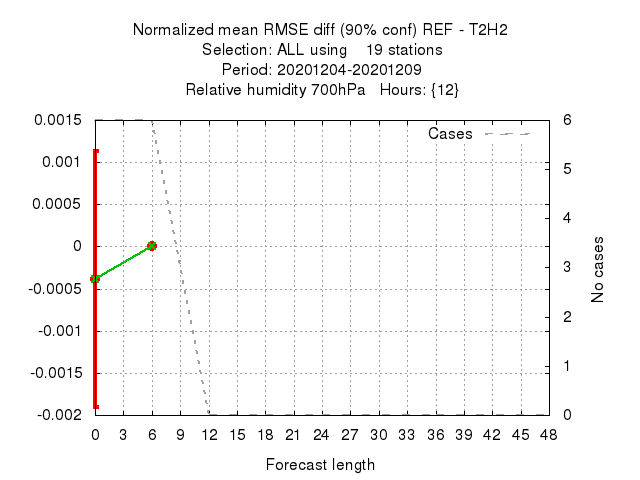 Normalized mean RMSE diff (90% conf) REF - T2H2
Selection: ALL using    19 stations
Period: 20201204-20201209
Relative humidity 700hPa   Hours: {12}
Cases
0.0015
0.001
0.0005
0
-0.0005
-0.001
-0.0015
-0.002
6
5
4
3
2
1
0
No cases
0 3 6 9 12 15 18 21 24 27 30 33 36 39 42 45 48
Forecast length